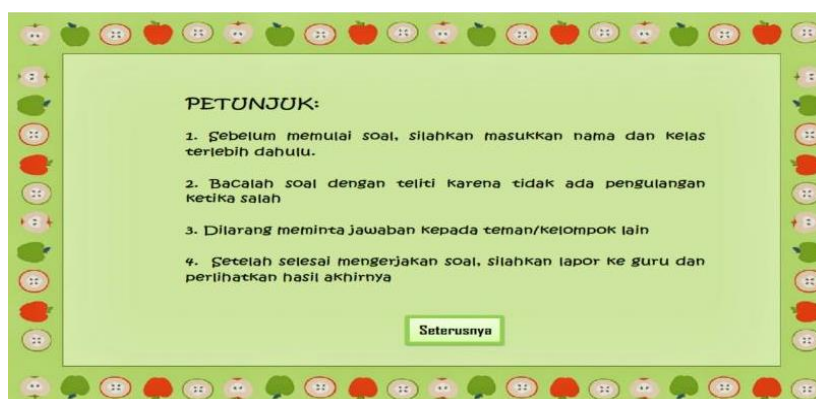 PETUNJUK:
1. Sebelum memulai soal, silahkan masukkan nama dan kelas
terlebih dahulu.
2. Bacalah soal dengan teliti karena tidak ada pengulangan
ketika salah
3. Dilarang meminta jawaban kepada teman/kelompok lain
4. Setelah selesai mengerjakan soal, silahkan lapor ke guru dan
perlihatkan hasil akhirnya
Seterusnya